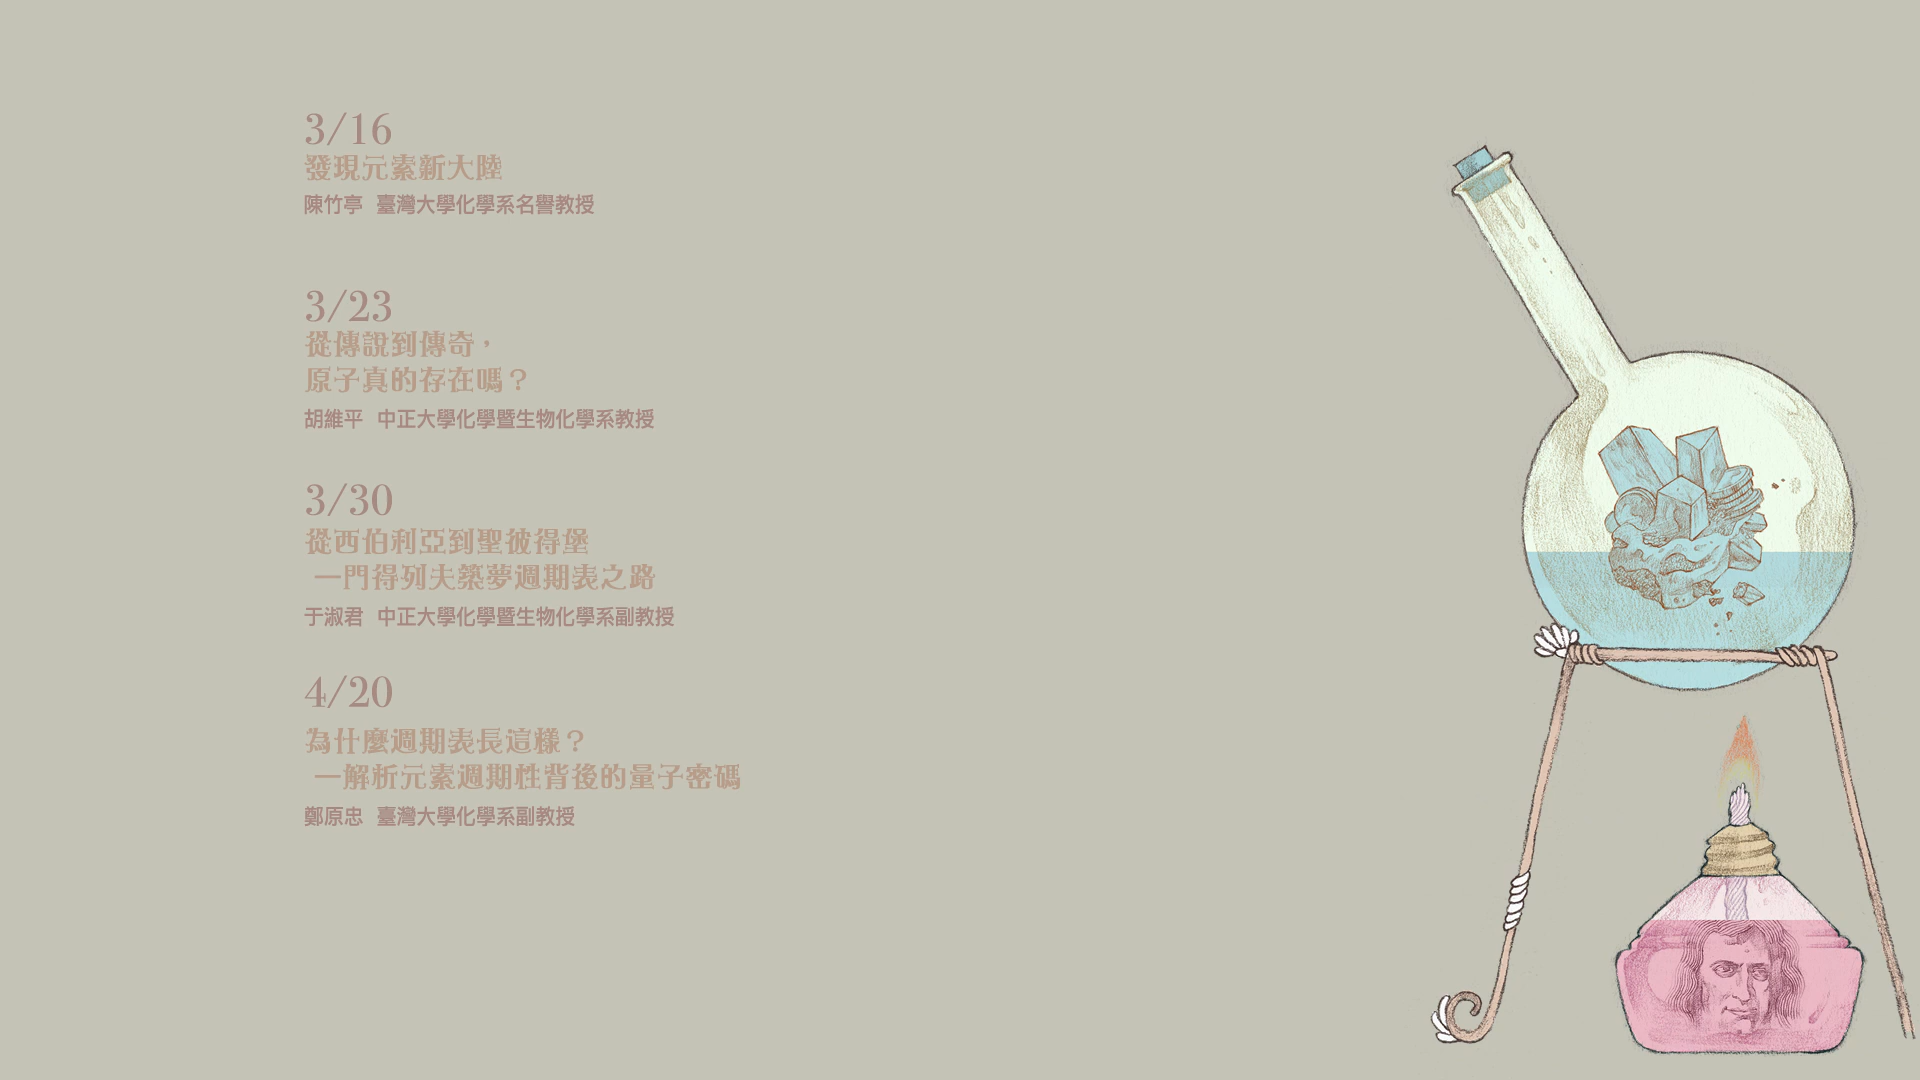 3/16
發現元素新大陸
陳竹亭 臺灣大學化學系名譽教授
3/23
從傳說到傳奇，
原子真的存在嗎？
胡維平 中正大學化學暨生物化學系教授
3/30
從西伯利亞到聖彼得堡
—門得列夫築夢週期表之路
于淑君 中正大學化學暨生物化學系副教授
4/20
為什麼週期表長這樣？
—解析元素週期性背後的量子密碼
鄭原忠 臺灣大學化學系副教授